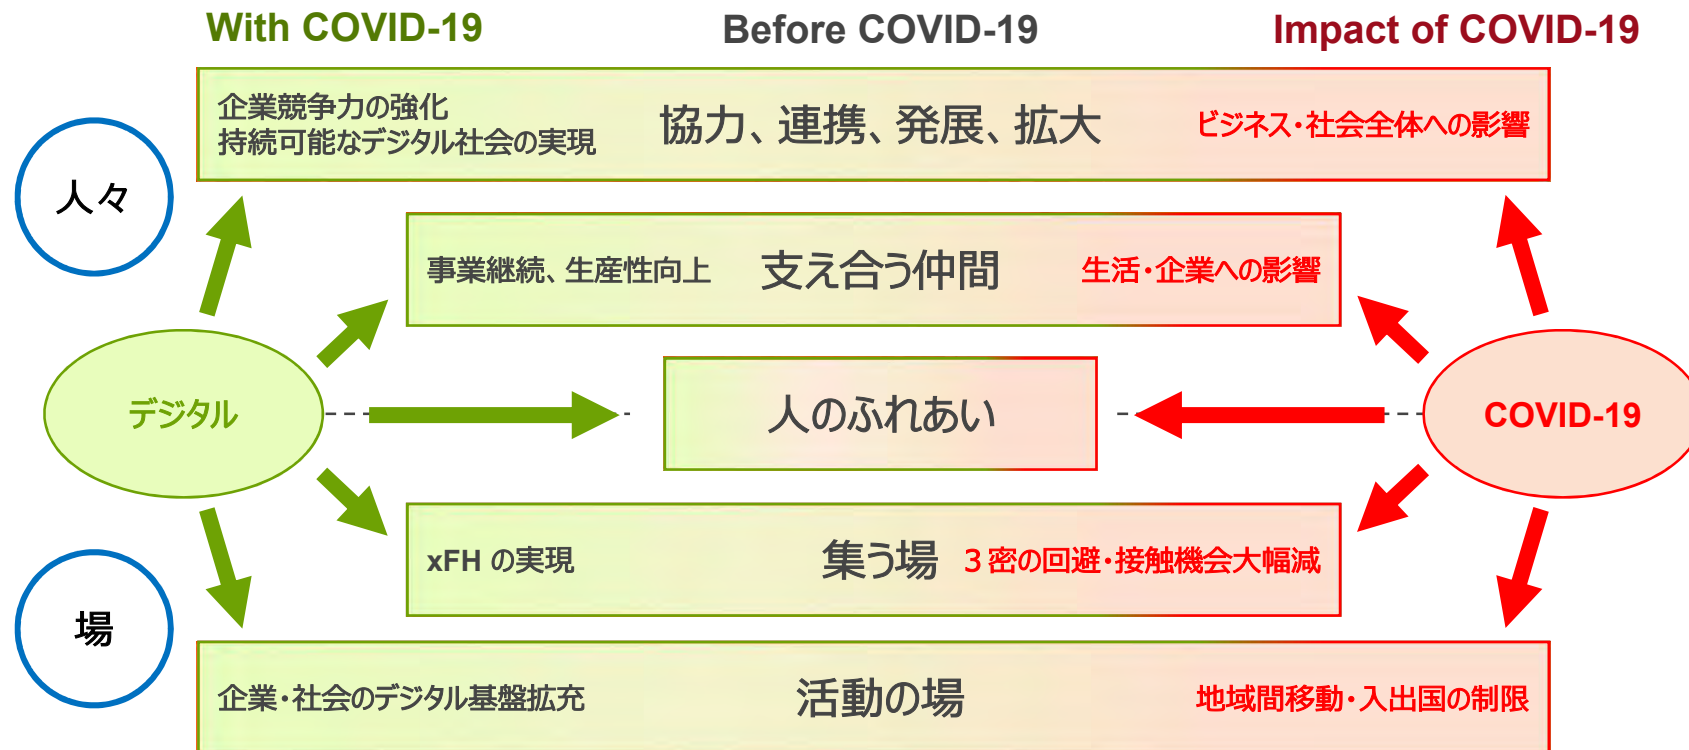 With COVID-19
Before COVID-19
Impact of COVID-19
企業競争力の強化
持続可能なデジタル社会の実現
協力、連携、発展、拡大
ビジネス・社会全体への影響
人々
事業継続、生産性向上
支え合う仲間
生活・企業への影響
デジタル
人のふれあい
COVID-19
xFH の実現
集う場
３密の回避・接触機会大幅減
場
企業・社会のデジタル基盤拡充
活動の場
地域間移動・入出国の制限